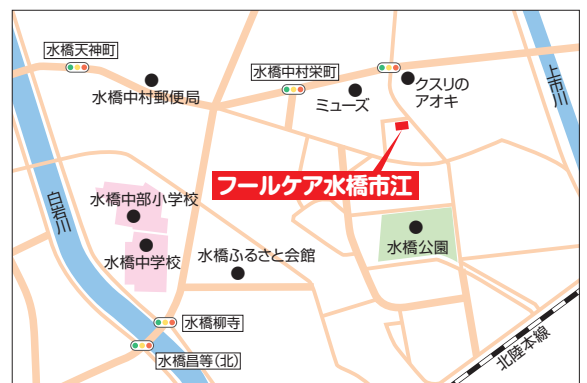 水橋天神町
水橋中村郵便局
水橋中村栄町
ミューズ
クスリの
アオキ
上市川
フールケア水橋市江
白岩川
水橋中部小学校
水橋中学校
水橋ふるさと会館
水橋公園
水橋柳寺
水橋昌等(北)
北陸本線